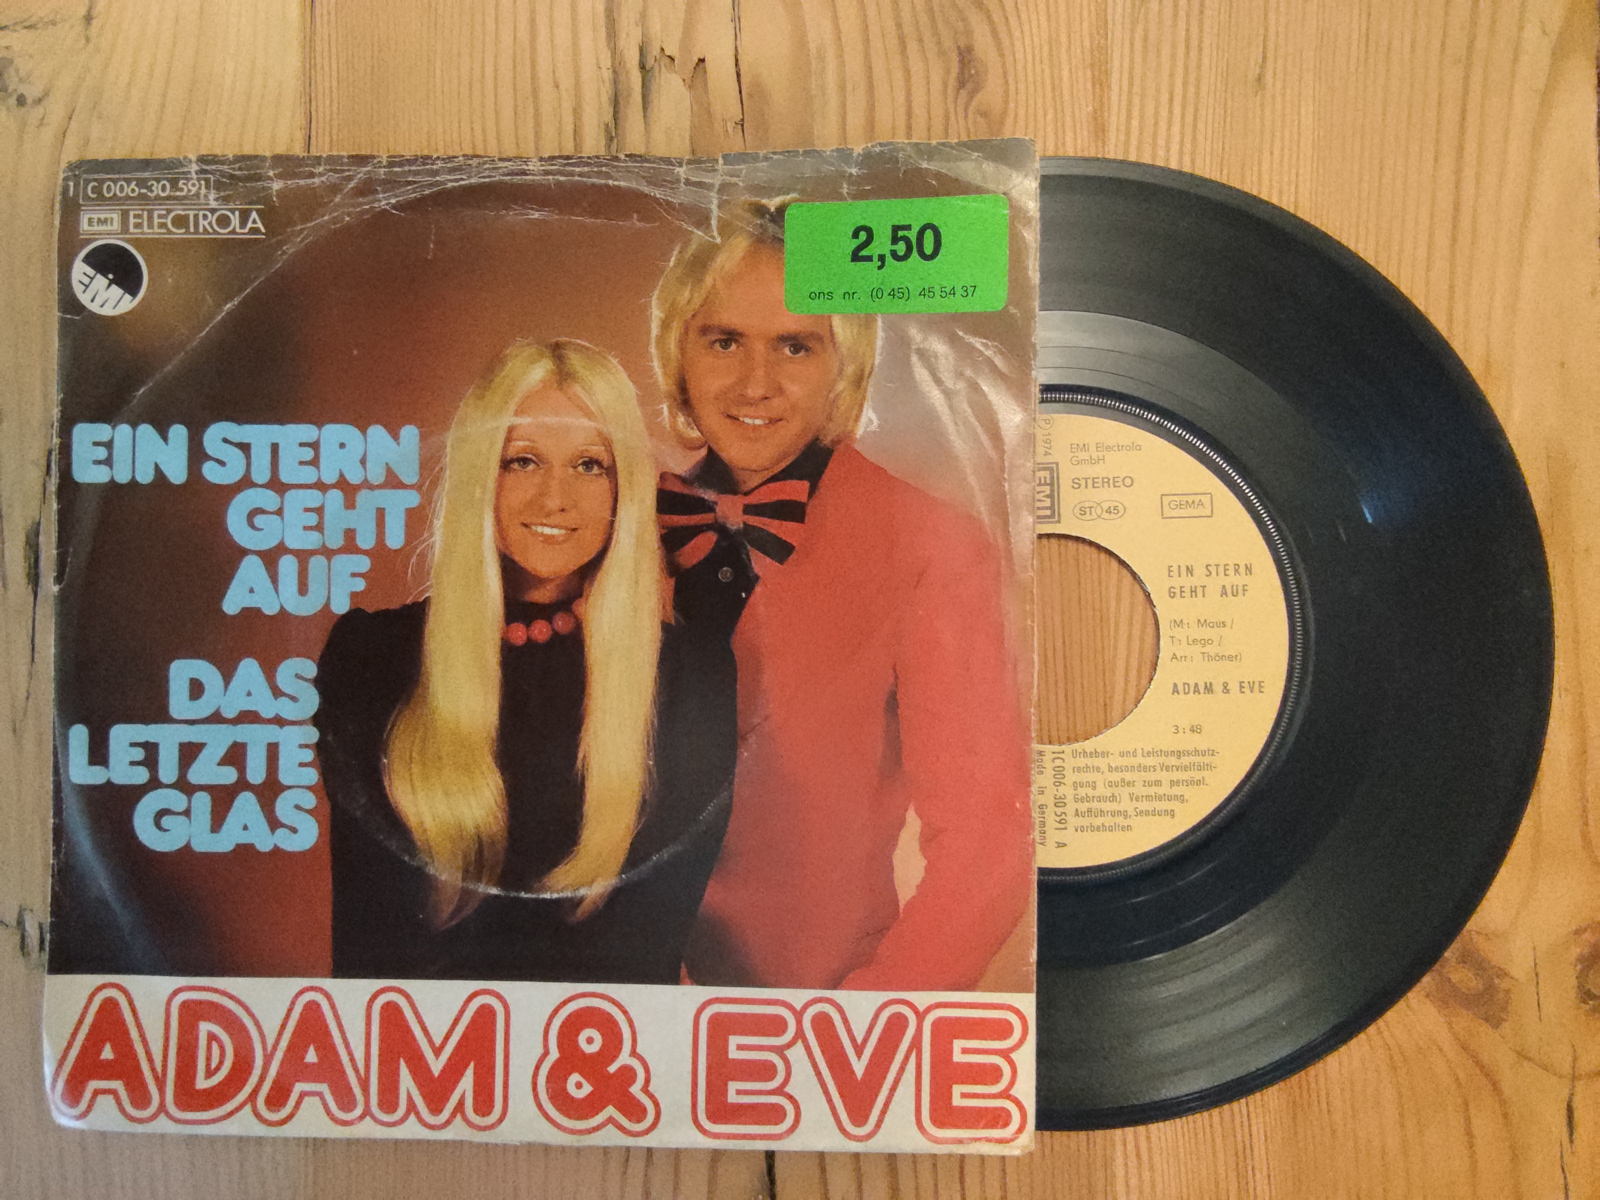 1 C 006-30 591
EMI ELECTROLA
EMI
2,50
ons nr. (0 45) 45 54 37
EIN STERN
GEHT
AUF
DAS
LETZTE
GLAS
ADAM & EVE
Ⓟ 1974
EMI Electrola
GmbH
EMI
STEREO
ST 45
GEMA
EIN STERN
GEHT AUF
(M: Maus /
T: Lego /
Arr: Thöner)
ADAM & EVE
3:48
Urheber- und Leistungsschutz-
rechte, besonders Vervielfälti-
gung (außer zum persönl.
Gebrauch) Vermietung,
Aufführung, Sendung
vorbehalten
1C 006-30 591 A
Made in Germany